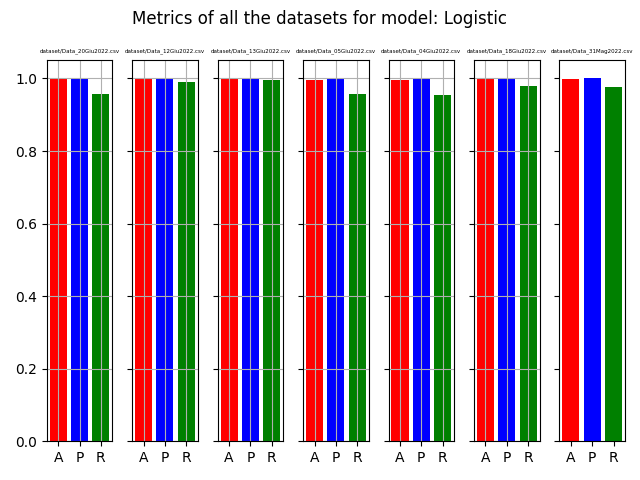 Metrics of all the datasets for model: Logistic
dataset/Data_20Giu2022.csv dataset/Data_12Giu2022.csv dataset/Data_13Giu2022.csv dataset/Data_05Giu2022.csv dataset/Data_04Giu2022.csv dataset/Data_18Giu2022.csv dataset/Data_31Mag2022.csv
1.0
0.8
0.6
0.4
0.2
0.0
A P R A P R A P R A P R A P R A P R A P R